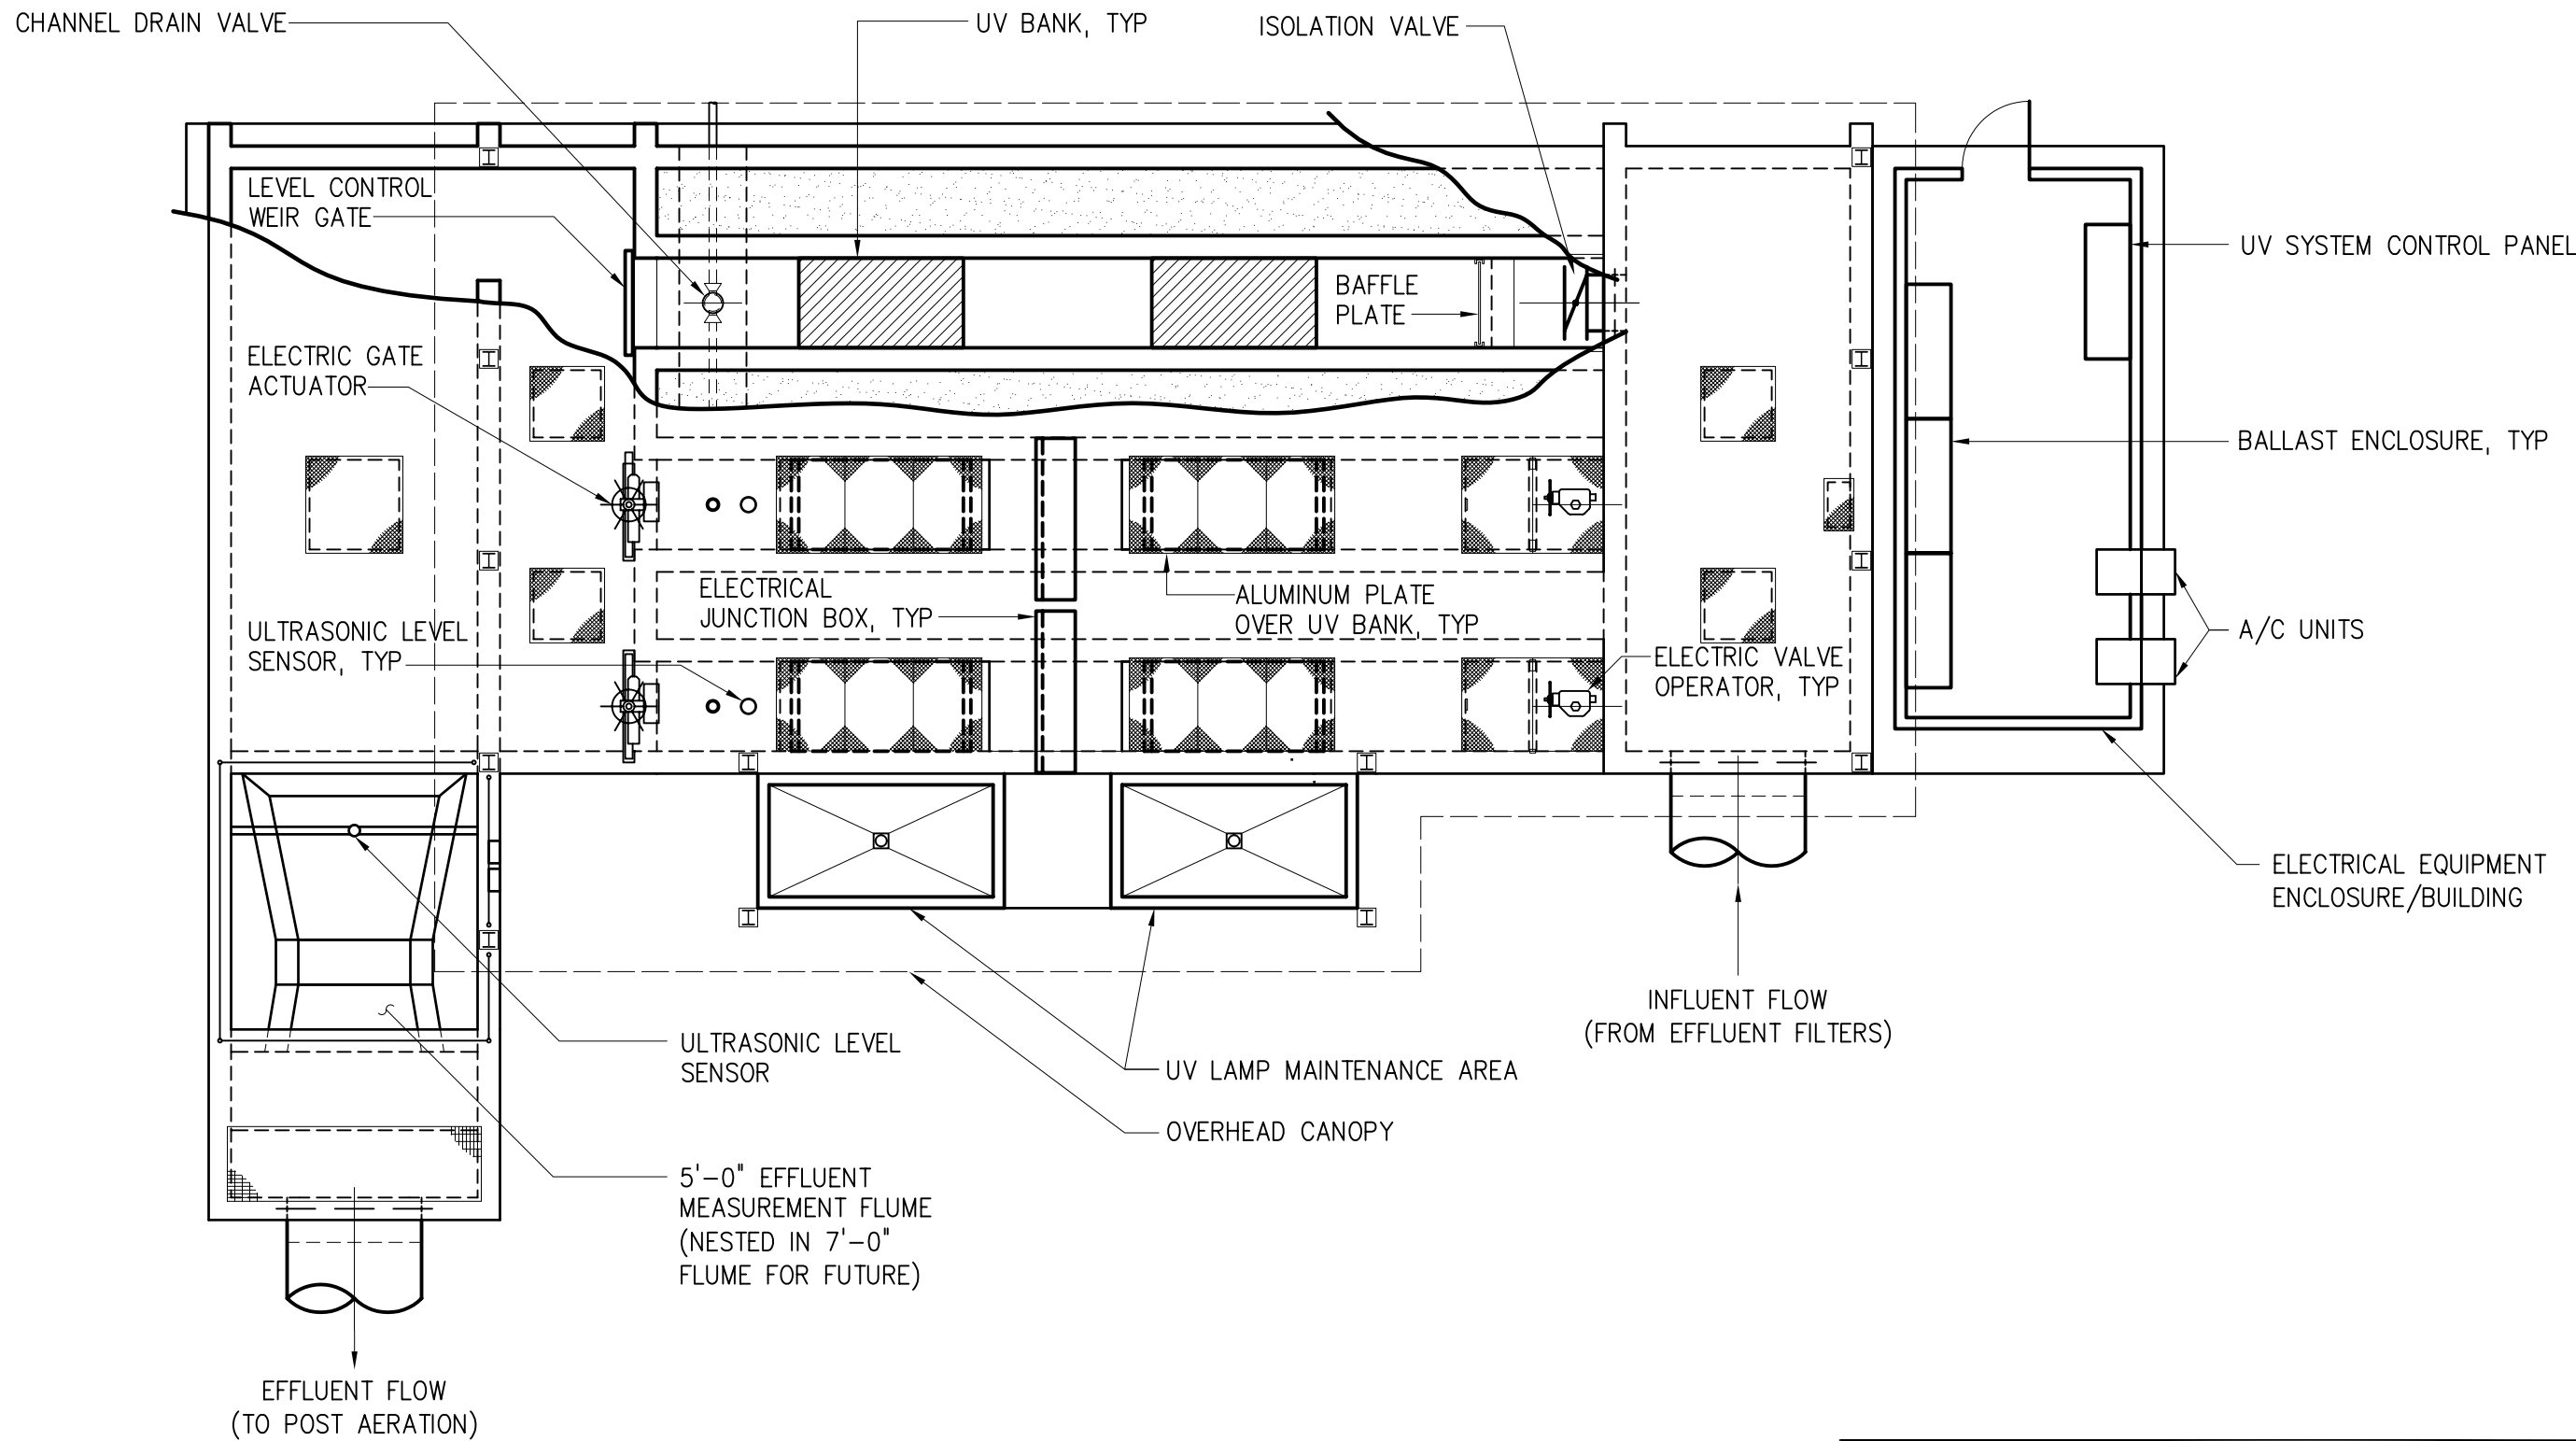 CHANNEL DRAIN VALVE
UV BANK, TYP
ISOLATION VALVE
LEVEL CONTROL
WEIR GATE
UV SYSTEM CONTROL PANEL
BAFFLE
PLATE
ELECTRIC GATE
ACTUATOR
BALLAST ENCLOSURE, TYP
ELECTRICAL
JUNCTION BOX, TYP
ALUMINUM PLATE
OVER UV BANK, TYP
ULTRASONIC LEVEL
SENSOR, TYP
A/C UNITS
ELECTRIC VALVE
OPERATOR, TYP
ELECTRICAL EQUIPMENT
ENCLOSURE/BUILDING
INFLUENT FLOW
(FROM EFFLUENT FILTERS)
ULTRASONIC LEVEL
SENSOR
UV LAMP MAINTENANCE AREA
OVERHEAD CANOPY
5'-0" EFFLUENT
MEASUREMENT FLUME
(NESTED IN 7'-0"
FLUME FOR FUTURE)
EFFLUENT FLOW
(TO POST AERATION)